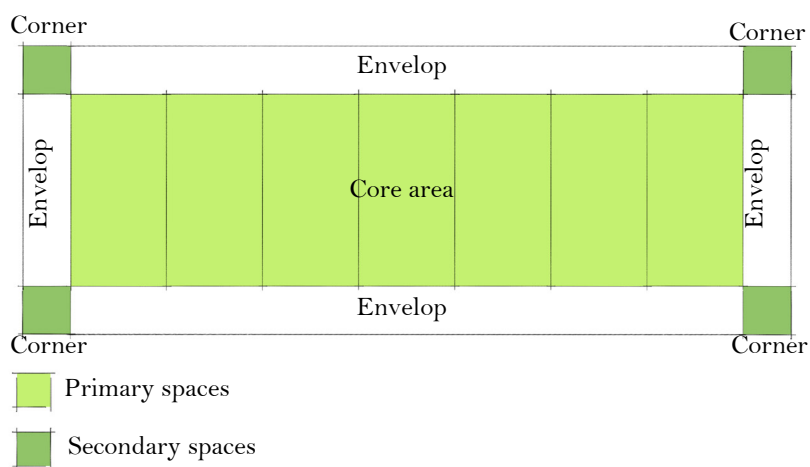 Corner
Corner
Envelop
Envelop
Core area
Envelop
Envelop
Corner
Corner
Primary spaces
Secondary spaces